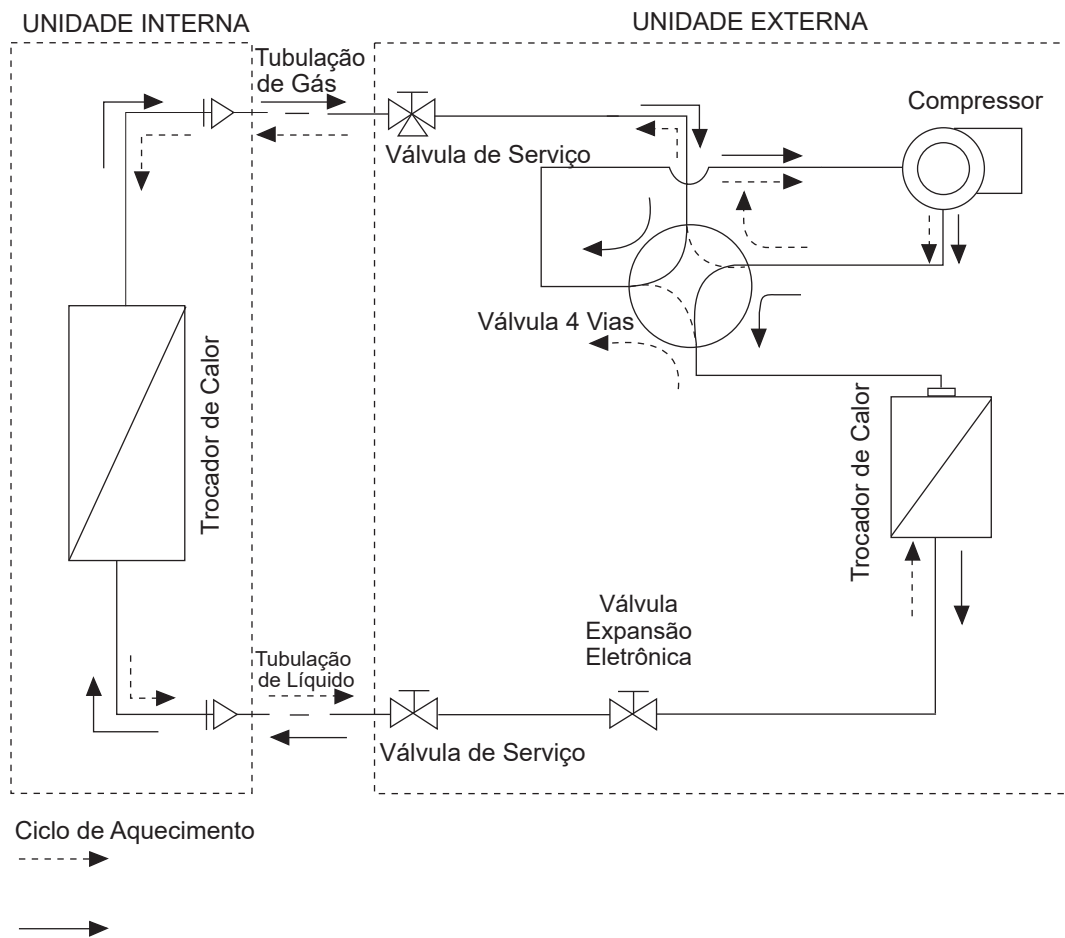 UNIDADE INTERNA
UNIDADE EXTERNA
Tubulação
de Gás
Compressor
Válvula de Serviço
Válvula 4 Vias
Trocador de Calor
Trocador de Calor
Válvula
Expansão
Eletrônica
Tubulação
de Líquido
Válvula de Serviço
Ciclo de Aquecimento